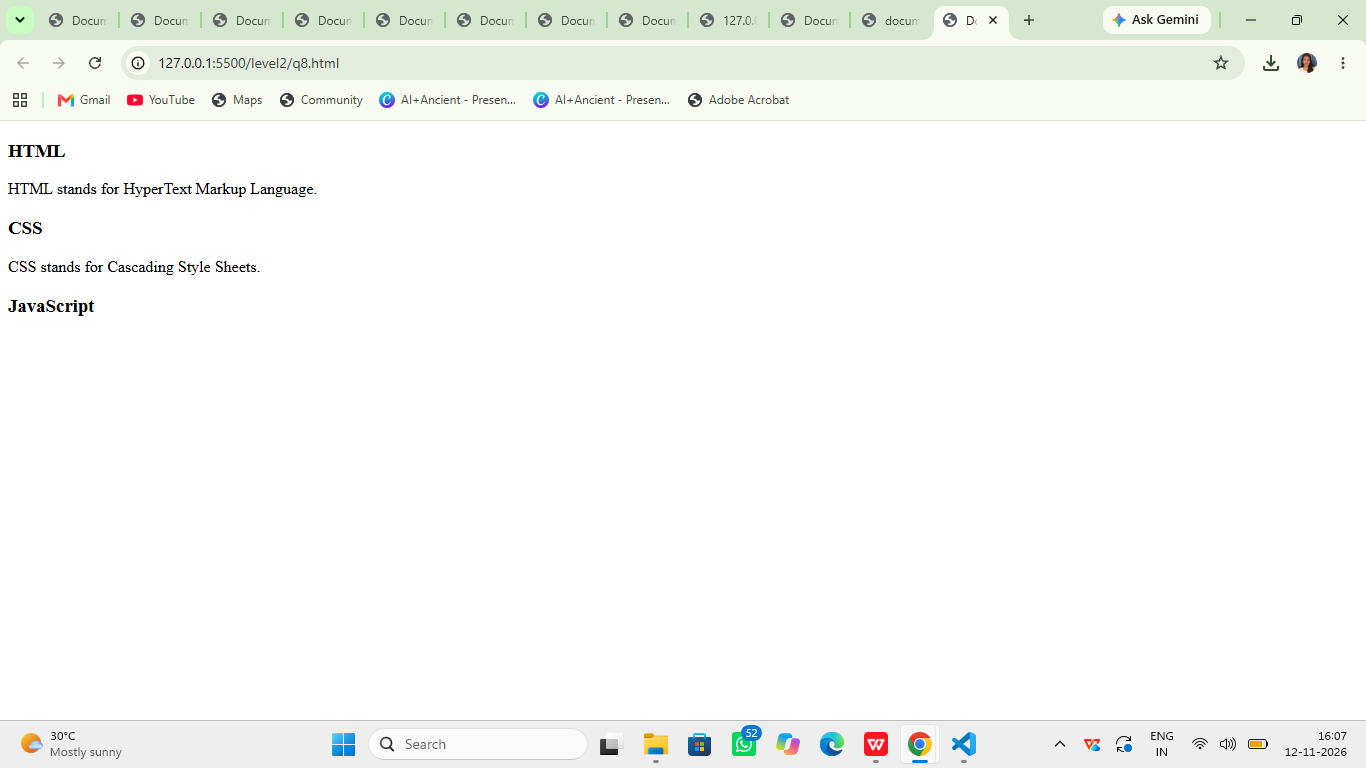 Docum Docum Docum Docum Docum Docum Docum Docum 127.0.0 Docum docum Do Ask Gemini
127.0.0.1:5500/level2/q8.html
Gmail YouTube Maps Community AI+Ancient - Presen... AI+Ancient - Presen... Adobe Acrobat
HTML
HTML stands for HyperText Markup Language.
CSS
CSS stands for Cascading Style Sheets.
JavaScript
30°C
Mostly sunny
Search
52
ENG
IN
16:07
12-11-2026